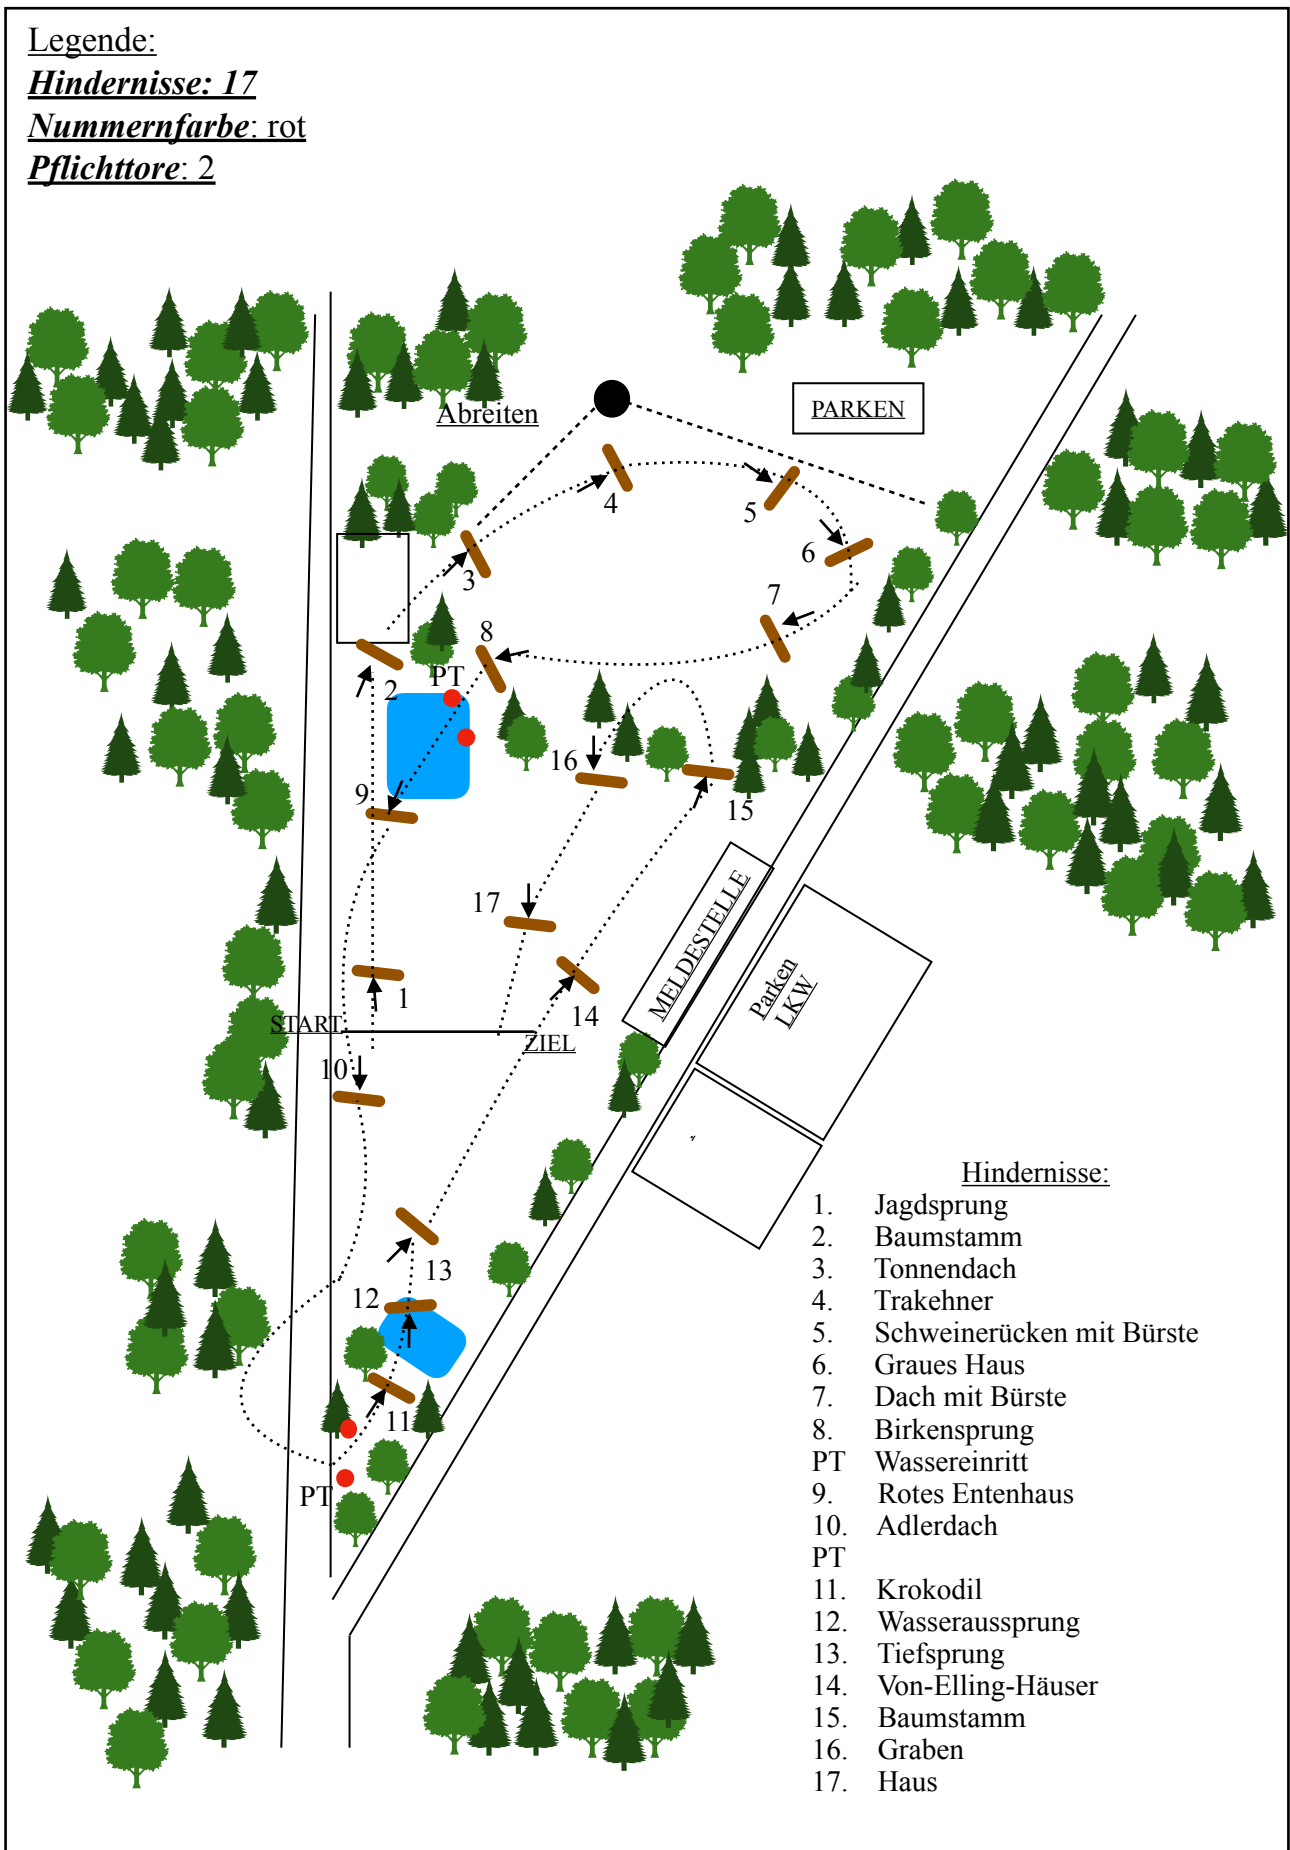 Legende:
Hindernisse: 17
Nummernfarbe: rot
Pflichttore: 2
PARKEN
Abreiten
4
5
6
3
7
8
2
PT
16
9
15
17
MELDESTELLE
Parken
LKW
1
14
START
ZIEL
10
13
12
11
PT
Hindernisse:
1. Jagdsprung
2. Baumstamm
3. Tonnendach
4. Trakehner
5. Schweinerücken mit Bürste
6. Graues Haus
7. Dach mit Bürste
8. Birkensprung
PT Wassereinritt
9. Rotes Entenhaus
10. Adlerdach
PT
11. Krokodil
12. Wasseraussprung
13. Tiefsprung
14. Von-Elling-Häuser
15. Baumstamm
16. Graben
17. Haus